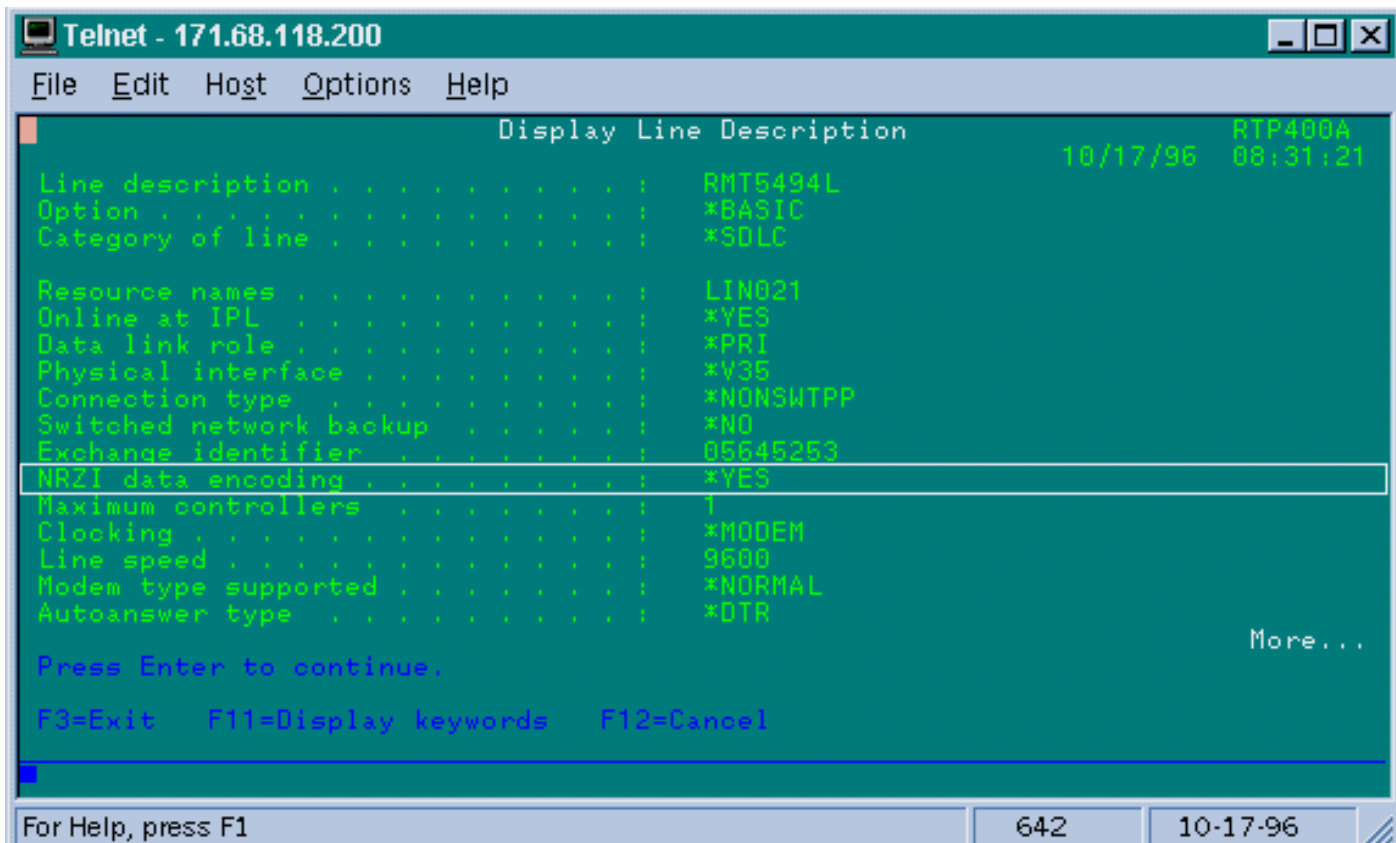 Telnet - 171.68.118.200
File Edit Host Options Help
Display Line Description RTP400A
10/17/96 08:31:21
Line description . . . . . . . . . : RMT5494L
Option . . . . . . . . . . . . . . : *BASIC
Category of line . . . . . . . . . : *SDLC
Resource names . . . . . . . . . . : LIN021
Online at IPL . . . . . . . . . . : *YES
Data link role . . . . . . . . . . : *PRI
Physical interface . . . . . . . . : *V35
Connection type . . . . . . . . . : *NONSWTPP
Switched network backup . . . . . : *NO
Exchange identifier . . . . . . . : 05645253
NRZI data encoding . . . . . . . . : *YES
Maximum controllers . . . . . . . : 1
Clocking . . . . . . . . . . . . . : *MODEM
Line speed . . . . . . . . . . . . : 9600
Modem type supported . . . . . . . : *NORMAL
Autoanswer type . . . . . . . . . : *DTR
More...
Press Enter to continue.
F3=Exit F11=Display keywords F12=Cancel
For Help, press F1 642 10-17-96